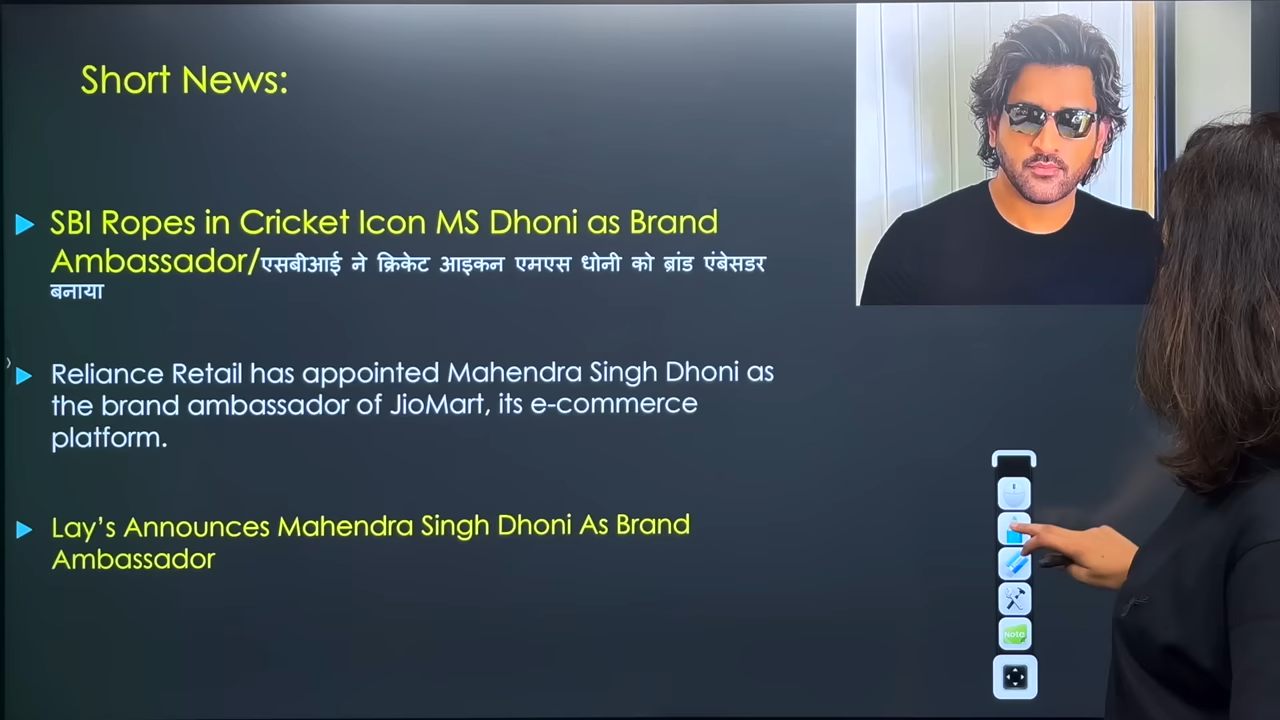 Short News:
SBI Ropes in Cricket Icon MS Dhoni as Brand
Ambassador/एसबीआई ने क्रिकेट आइकन एमएस धोनी को ब्रांड एंबेसडर
बनाया
Reliance Retail has appointed Mahendra Singh Dhoni as
the brand ambassador of JioMart, its e-commerce
platform.
Lay's Announces Mahendra Singh Dhoni As Brand
Ambassador
Note